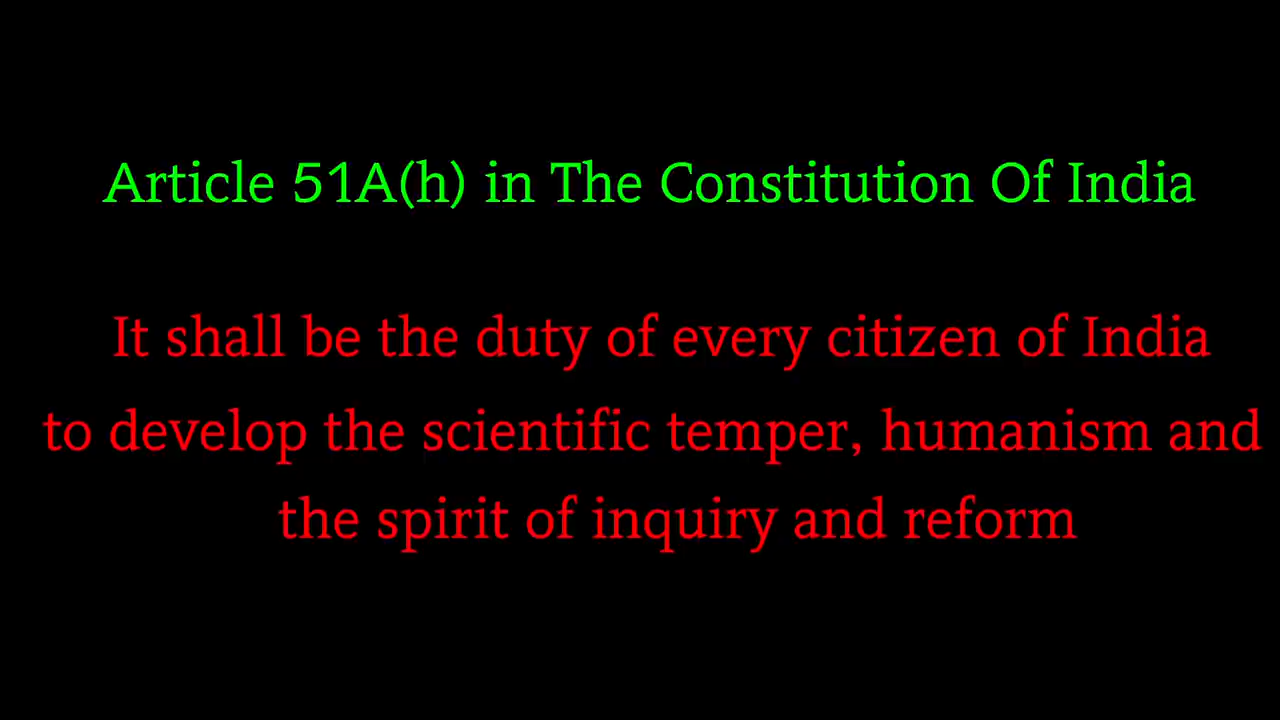 Article 51A(h) in The Constitution Of India
It shall be the duty of every citizen of India
to develop the scientific temper, humanism and
the spirit of inquiry and reform